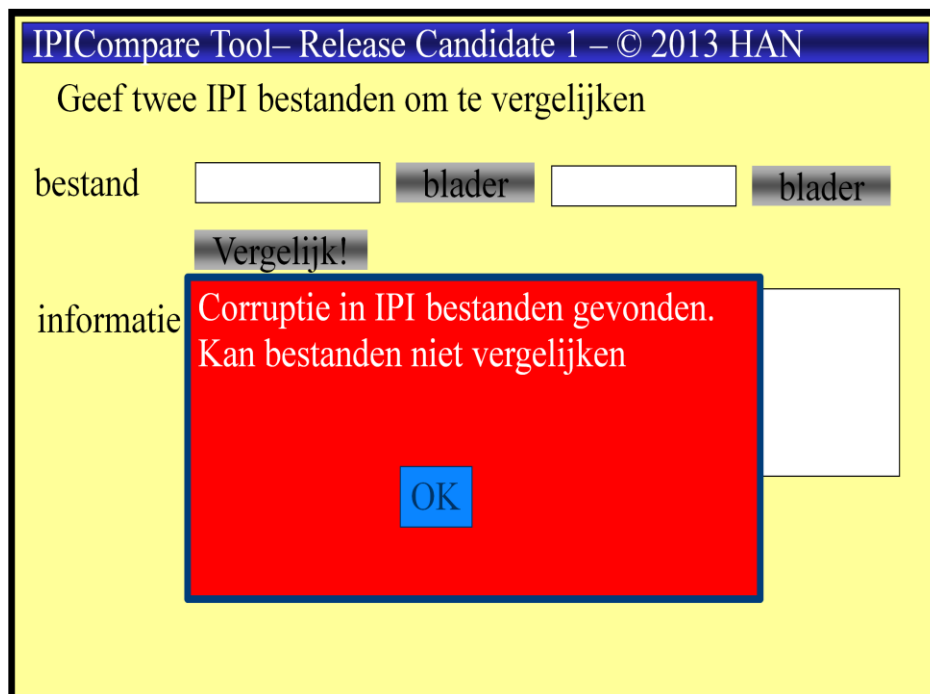 IPICompare Tool– Release Candidate 1 – © 2013 HAN
Geef twee IPI bestanden om te vergelijken
bestand blader blader
Vergelijk!
informatie
Corruptie in IPI bestanden gevonden.
Kan bestanden niet vergelijken
OK